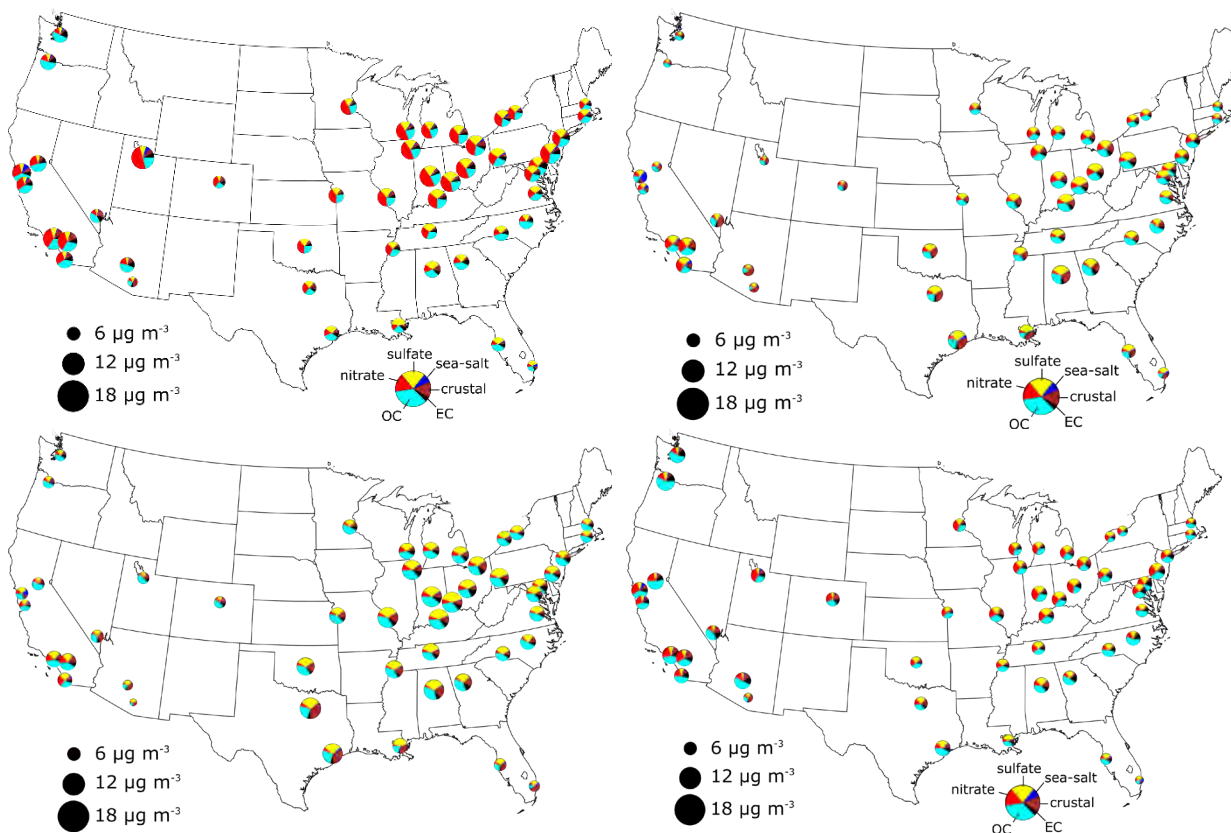 6 µg m-3
12 µg m-3
18 µg m-3
sulfate
sea-salt
nitrate
crustal
OC
EC
6 µg m-3
12 µg m-3
18 µg m-3
sulfate
sea-salt
nitrate
crustal
OC
EC
6 µg m-3
12 µg m-3
18 µg m-3
6 µg m-3
12 µg m-3
18 µg m-3
sulfate
sea-salt
nitrate
crustal
OC
EC